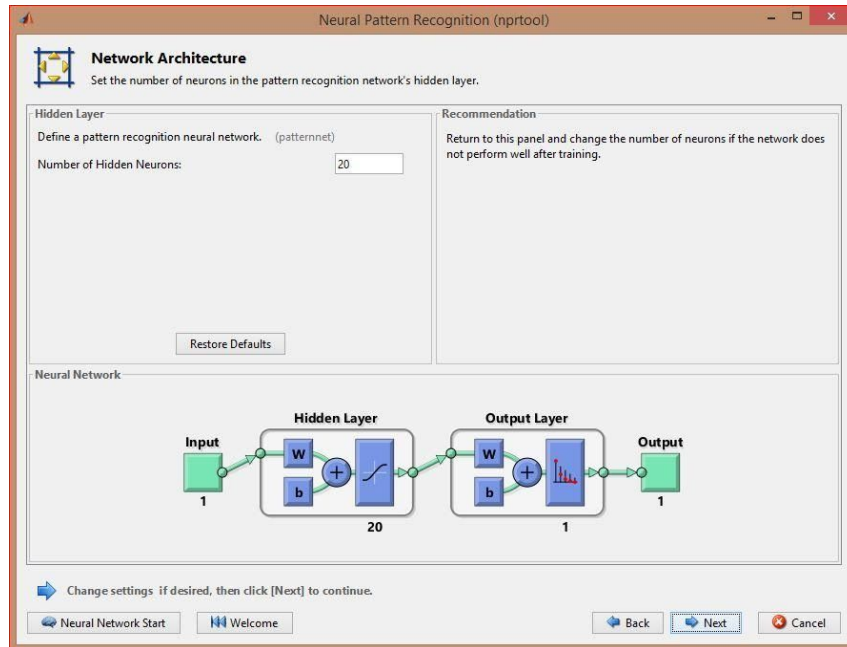 Neural Pattern Recognition (nprtool)
Network Architecture
Set the number of neurons in the pattern recognition network's hidden layer.
Hidden Layer
Define a pattern recognition neural network. (patternnet)
Number of Hidden Neurons: 20
Restore Defaults
Recommendation
Return to this panel and change the number of neurons if the network does
not perform well after training.
Neural Network
Hidden Layer Output Layer
Input Output
W W
b b
1 1
20 1
Change settings if desired, then click [Next] to continue.
Neural Network Start Welcome Back Next Cancel